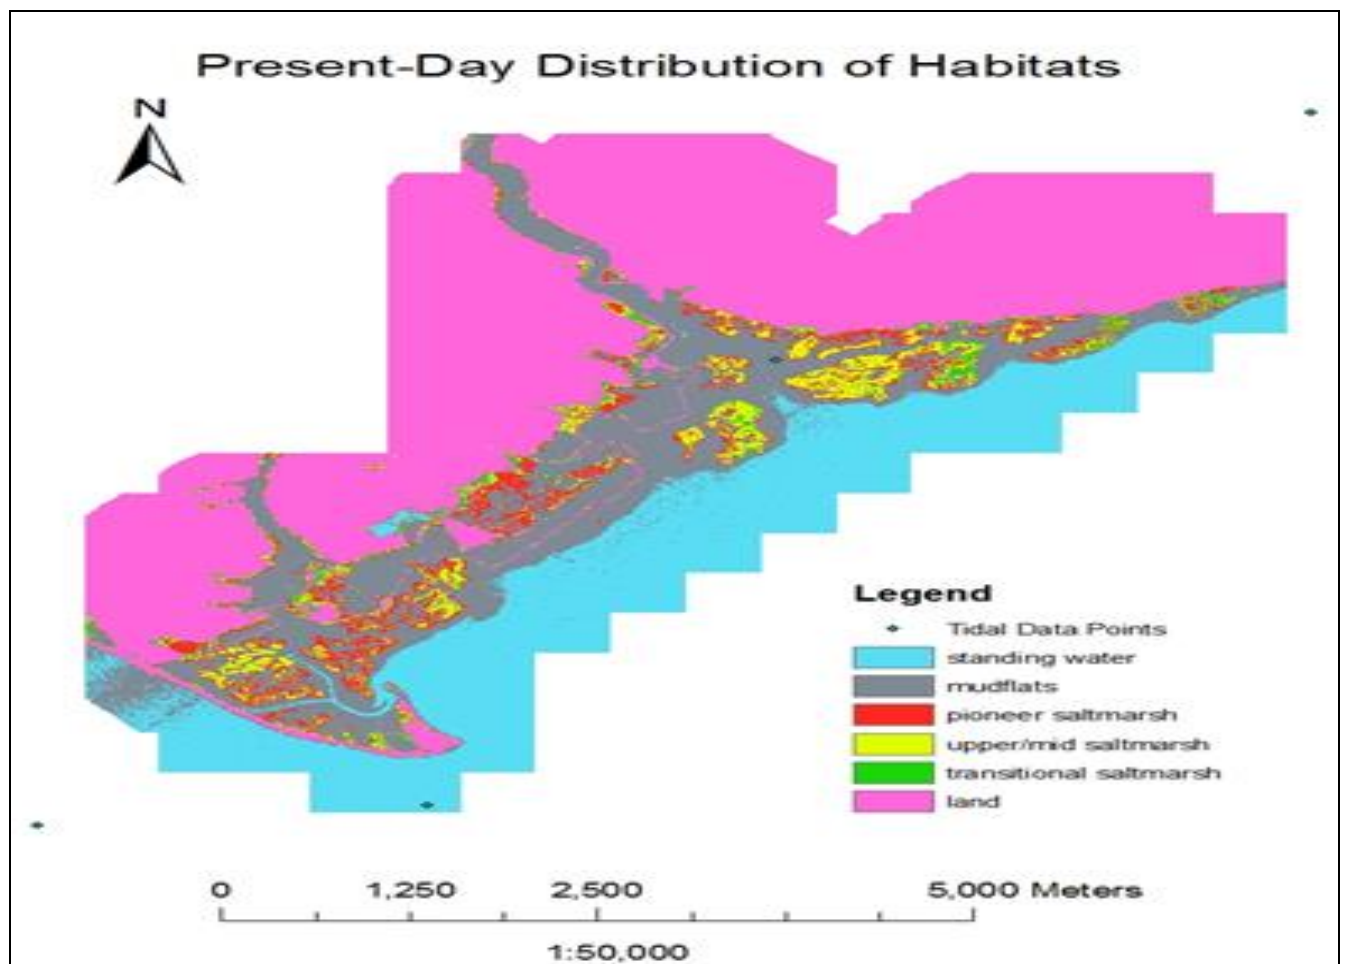 Present-Day Distribution of Habitats
N
Legend
Tidal Data Points
standing water
mudflats
pioneer saltmarsh
upper/mid saltmarsh
transitional saltmarsh
land
0 1,250 2,500 5,000 Meters
1:50,000